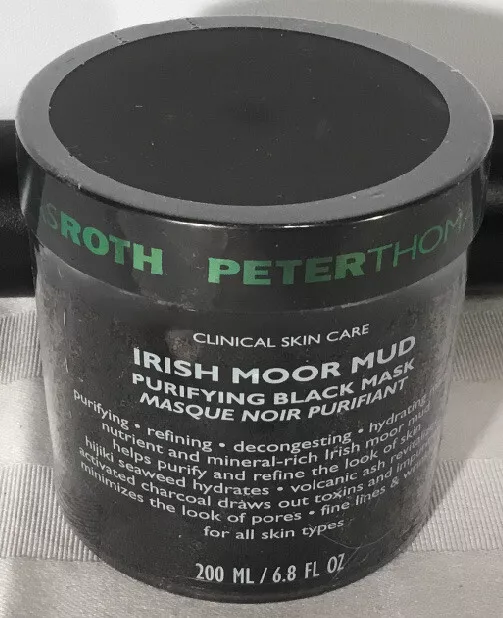 SROTH PETERTHOM
CLINICAL SKIN CARE
IRISH MOOR MUD
PURIFYING BLACK MASK
MASQUE NOIR PURIFIANT
purifying • refining • decongesting • hydrating
nutrient and mineral-rich Irish moor mud
helps purify and refine the look of skin
hijiki seaweed hydrates • volcanic ash
activated charcoal draws out toxins and
minimizes the look of pores • fine lines &
for all skin types
200 ML / 6.8 FL OZ